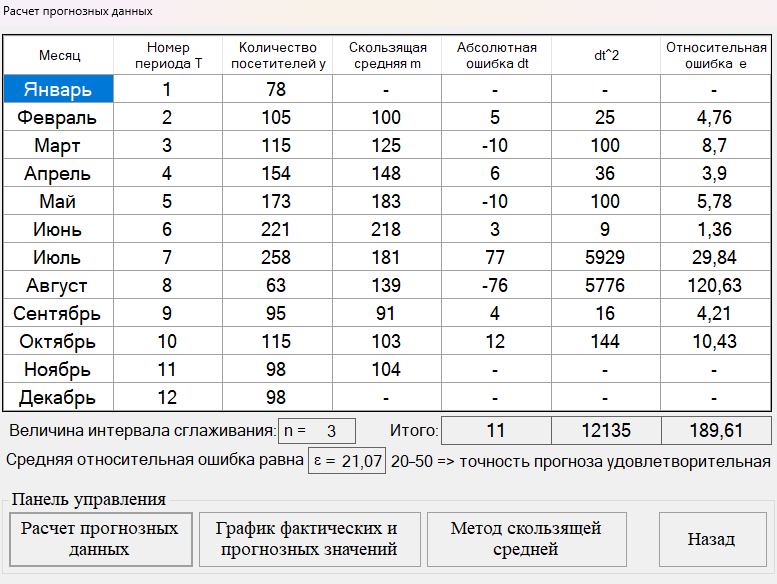 Расчет прогнозных данных
Месяц Номер периода T Количество посетителей y Скользящая средняя m Абсолютная ошибка dt dt^2 Относительная ошибка e
Январь 1 78 - - - -
Февраль 2 105 100 5 25 4,76
Март 3 115 125 -10 100 8,7
Апрель 4 154 148 6 36 3,9
Май 5 173 183 -10 100 5,78
Июнь 6 221 218 3 9 1,36
Июль 7 258 181 77 5929 29,84
Август 8 63 139 -76 5776 120,63
Сентябрь 9 95 91 4 16 4,21
Октябрь 10 115 103 12 144 10,43
Ноябрь 11 98 104 - - -
Декабрь 12 98 - - - -
Величина интервала сглаживания: n = 3 Итого: 11 12135 189,61
Средняя относительная ошибка равна ε = 21,07 20-50 => точность прогноза удовлетворительная
Панель управления
Расчет прогнозных данных
График фактических и прогнозных значений
Метод скользящей средней
Назад